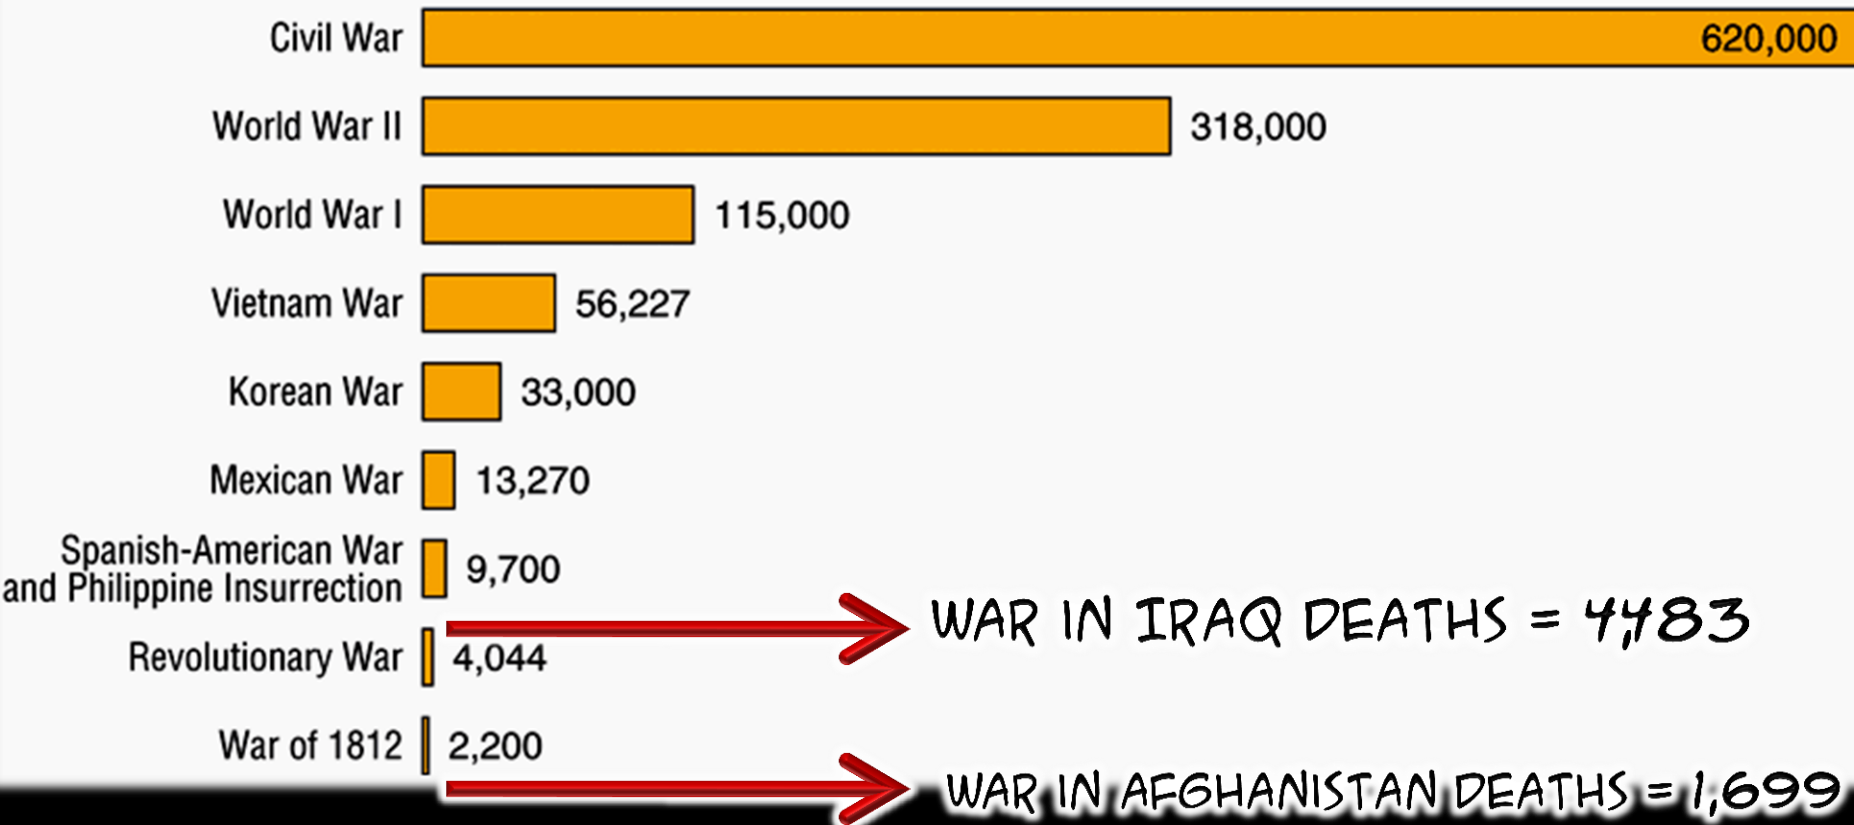 Civil War 620,000
World War II 318,000
World War I 115,000
Vietnam War 56,227
Korean War 33,000
Mexican War 13,270
Spanish-American War
and Philippine Insurrection 9,700
WAR IN IRAQ DEATHS = 4,483
Revolutionary War 4,044
War of 1812 2,200
WAR IN AFGHANISTAN DEATHS = 1,699